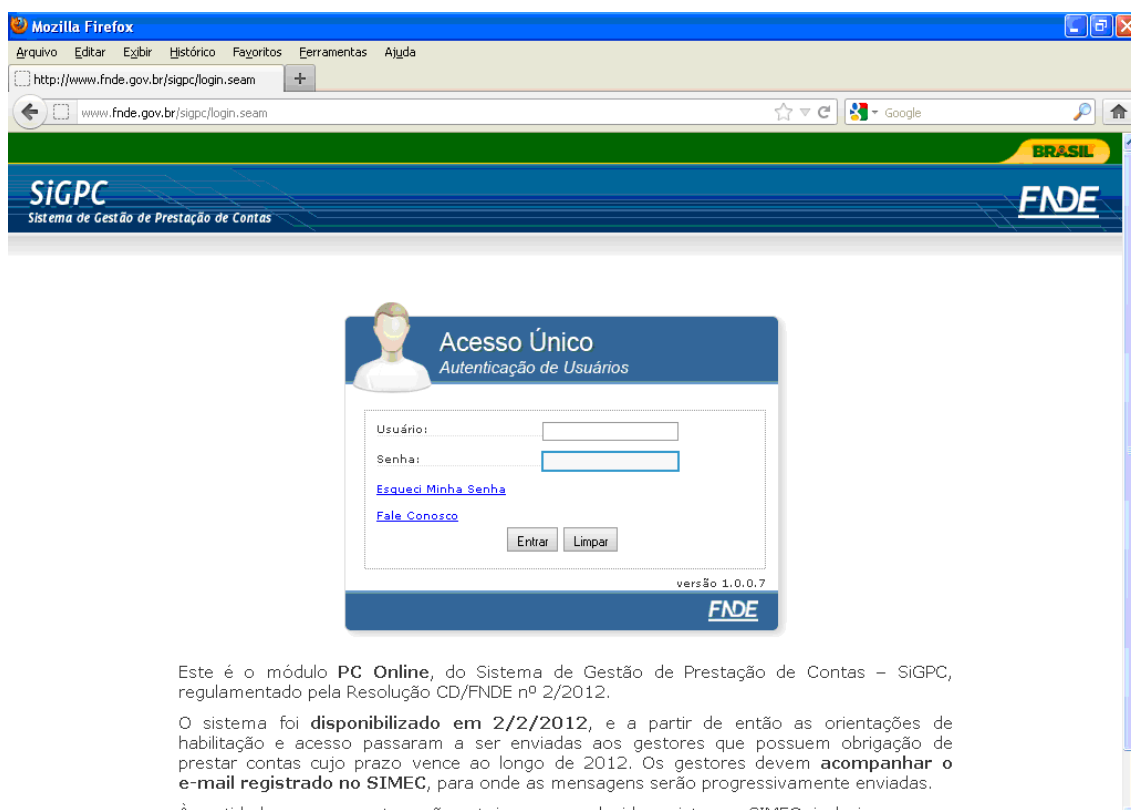 Mozilla Firefox
Arquivo Editar Exibir Histórico Favoritos Ferramentas Ajuda
http://www.fnde.gov.br/sigpc/login.seam +
www.fnde.gov.br/sigpc/login.seam Google
BRASIL
SiGPC
Sistema de Gestão de Prestação de Contas
FNDE
Acesso Único
Autenticação de Usuários
Usuário:
Senha:
Esqueci Minha Senha
Fale Conosco
Entrar Limpar
versão 1.0.0.7
FNDE
Este é o módulo PC Online, do Sistema de Gestão de Prestação de Contas – SiGPC,
regulamentado pela Resolução CD/FNDE nº 2/2012.
O sistema foi disponibilizado em 2/2/2012, e a partir de então as orientações de
habilitação e acesso passaram a ser enviadas aos gestores que possuem obrigação de
prestar contas cujo prazo vence ao longo de 2012. Os gestores devem acompanhar o
e-mail registrado no SIMEC, para onde as mensagens serão progressivamente enviadas.